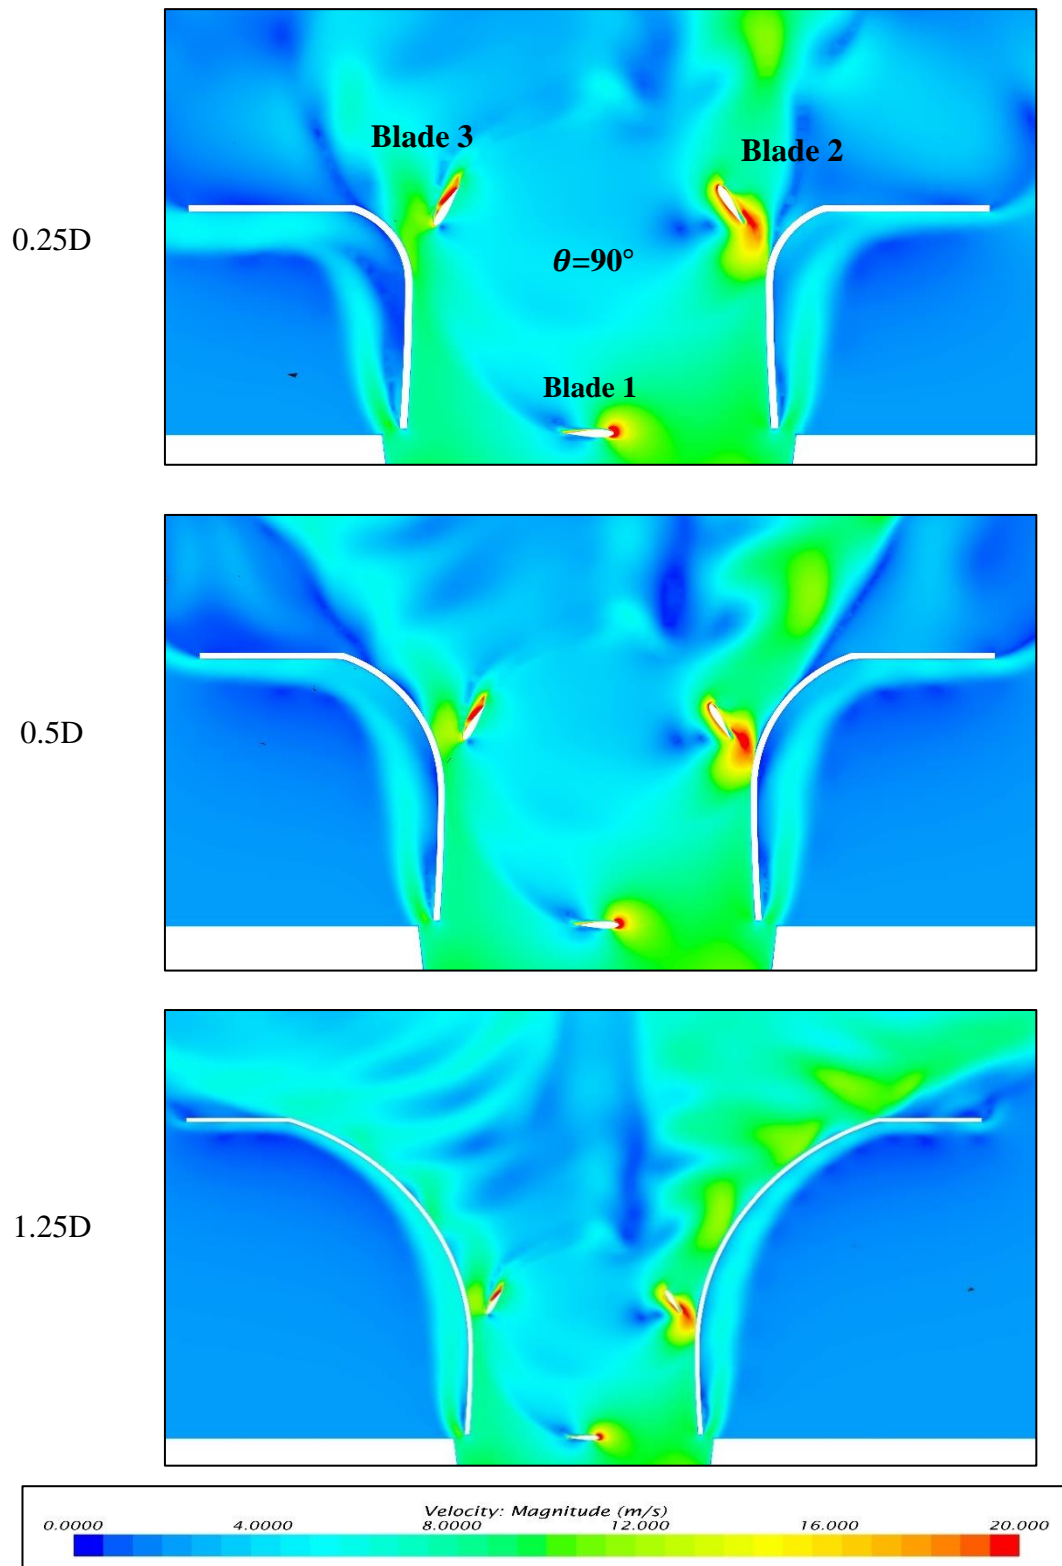 Blade 3
Blade 2
0.25D
θ=90°
Blade 1
0.5D
1.25D
Velocity: Magnitude (m/s)
0.0000 4.0000 8.0000 12.000 16.000 20.000